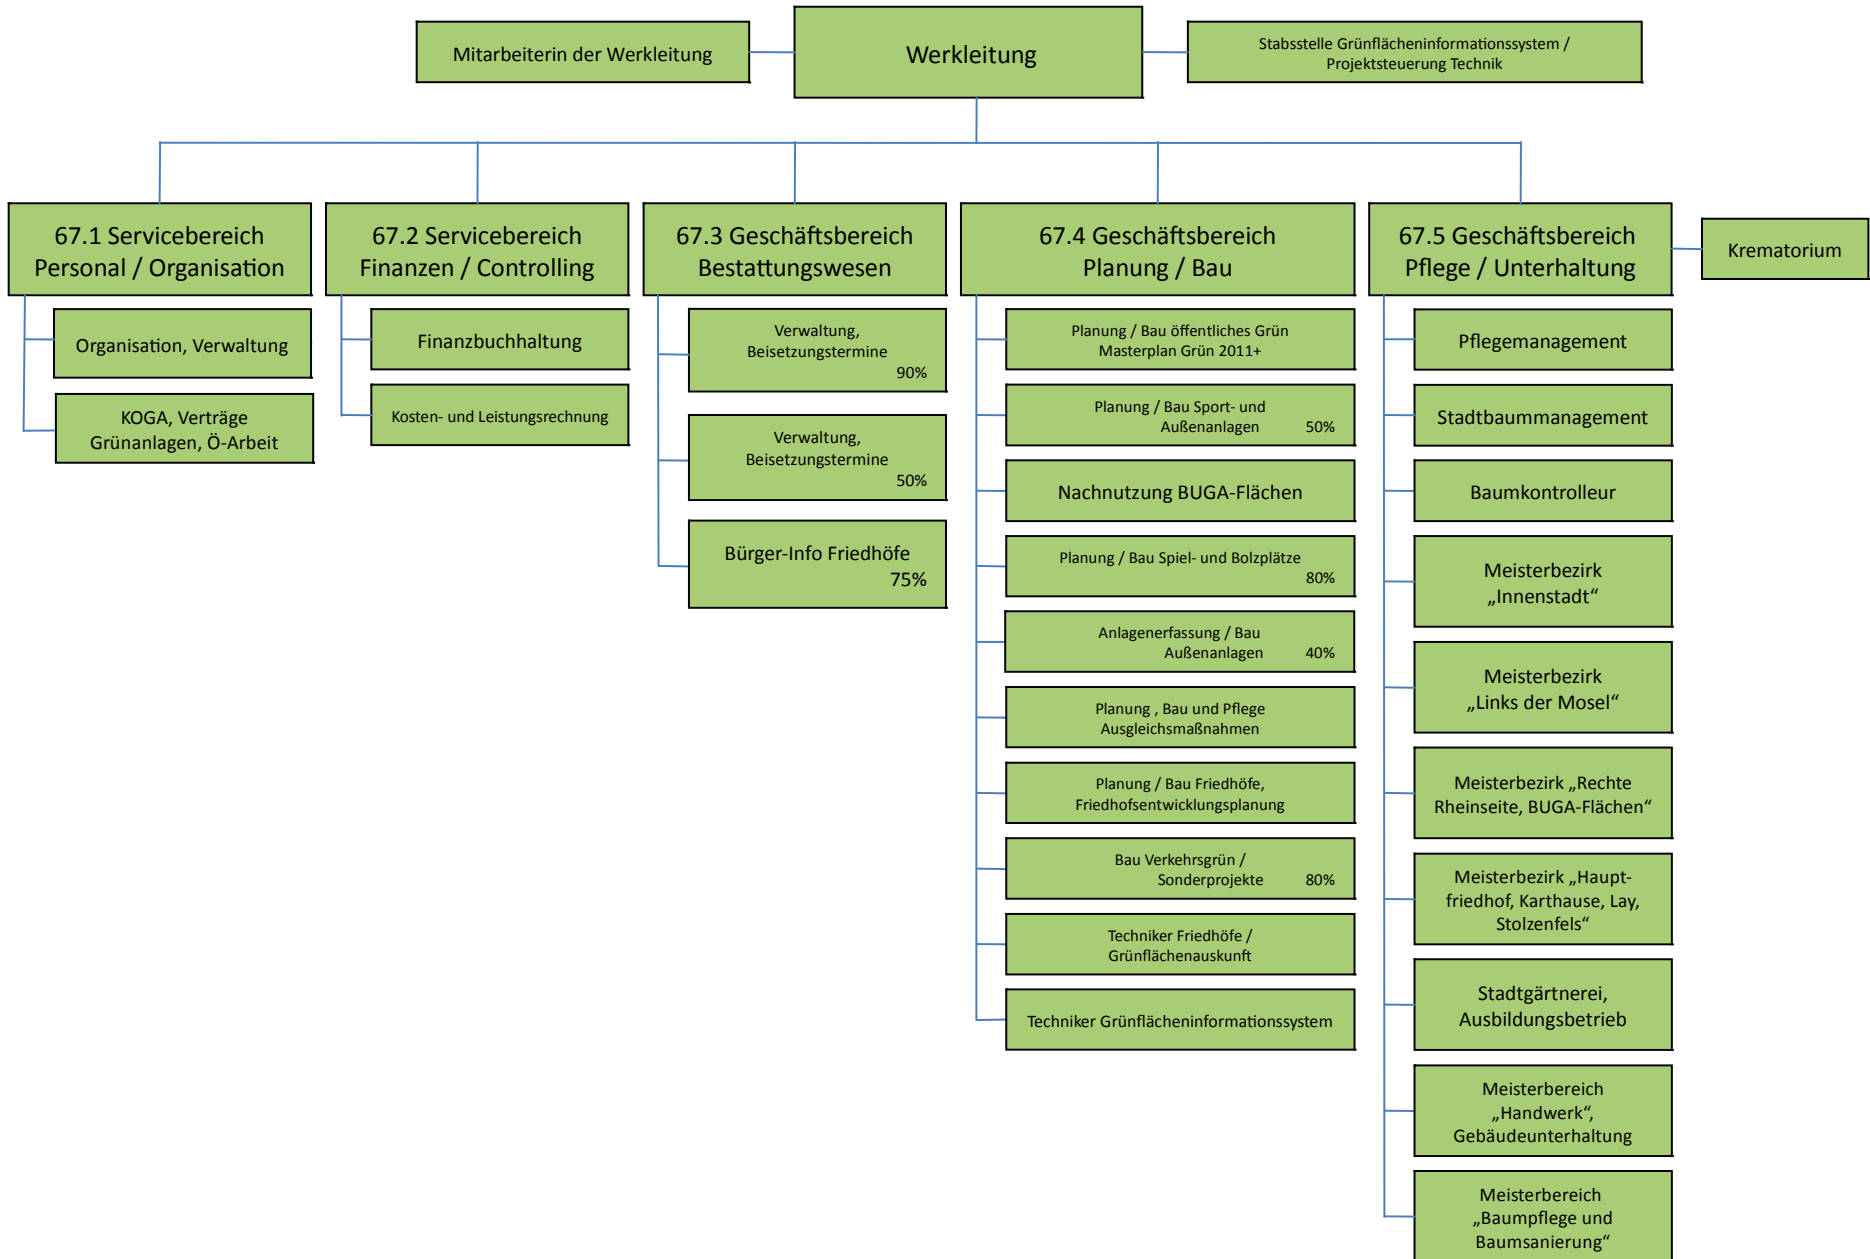 Mitarbeiterin der Werkleitung
Werkleitung
Stabsstelle Grünflächeninformationssystem /
Projektsteuerung Technik
67.1 Servicebereich
Personal / Organisation
Organisation, Verwaltung
KOGA, Verträge
Grünanlagen, Ö-Arbeit
67.2 Servicebereich
Finanzen / Controlling
Finanzbuchhaltung
Kosten- und Leistungsrechnung
67.3 Geschäftsbereich
Bestattungswesen
Verwaltung,
Beisetzungstermine
90%
Verwaltung,
Beisetzungstermine
50%
Bürger-Info Friedhöfe
75%
67.4 Geschäftsbereich
Planung / Bau
Planung / Bau öffentliches Grün
Masterplan Grün 2011+
Planung / Bau Sport- und
Außenanlagen 50%
Nachnutzung BUGA-Flächen
Planung / Bau Spiel- und Bolzplätze
80%
Anlagenerfassung / Bau
Außenanlagen 40%
Planung , Bau und Pflege
Ausgleichsmaßnahmen
Planung / Bau Friedhöfe,
Friedhofsentwicklungsplanung
Bau Verkehrsgrün /
Sonderprojekte 80%
Techniker Friedhöfe /
Grünflächenauskunft
Techniker Grünflächeninformationssystem
67.5 Geschäftsbereich
Pflege / Unterhaltung
Krematorium
Pflegemanagement
Stadtbaummanagement
Baumkontrolleur
Meisterbezirk
„Innenstadt“
Meisterbezirk
„Links der Mosel“
Meisterbezirk „Rechte
Rheinseite, BUGA-Flächen“
Meisterbezirk „Haupt-
friedhof, Karthause, Lay,
Stolzenfels“
Stadtgärtnerei,
Ausbildungsbetrieb
Meisterbereich
„Handwerk“,
Gebäudeunterhaltung
Meisterbereich
„Baumpflege und
Baumsanierung“